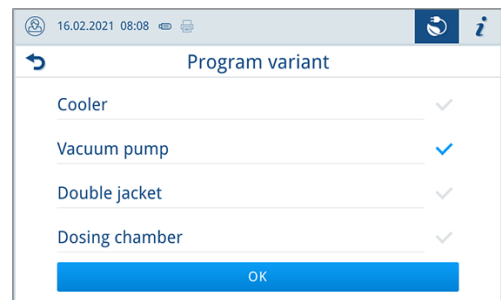 16.02.2021 08:08
i
Program variant
Cooler
Vacuum pump
Double jacket
Dosing chamber
OK